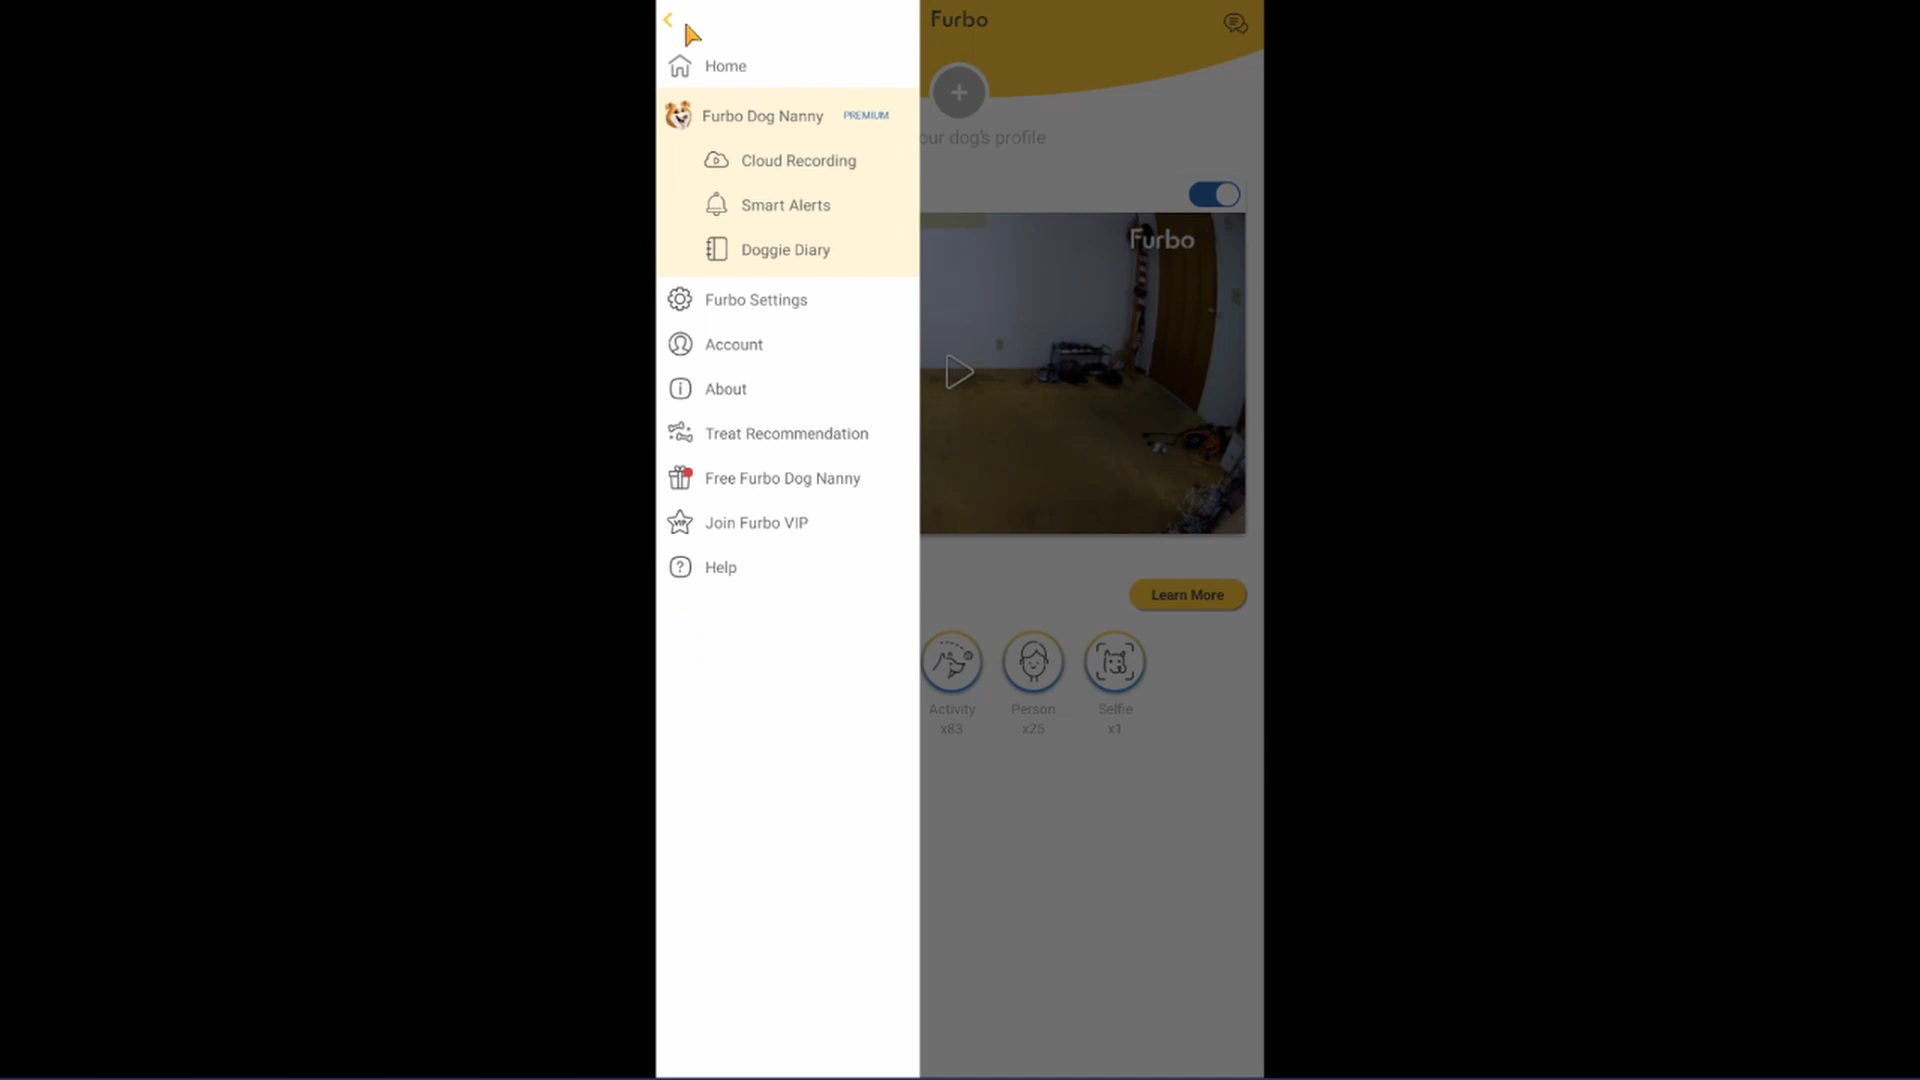 Furbo
Home
Furbo Dog Nanny PREMIUM
Cloud Recording
Smart Alerts
Doggie Diary
Furbo Settings
Account
About
Treat Recommendation
Free Furbo Dog Nanny
VIP Join Furbo VIP
Help
our dog's profile
Furbo
Learn More
Activity
x83
Person
x25
Selfie
x1